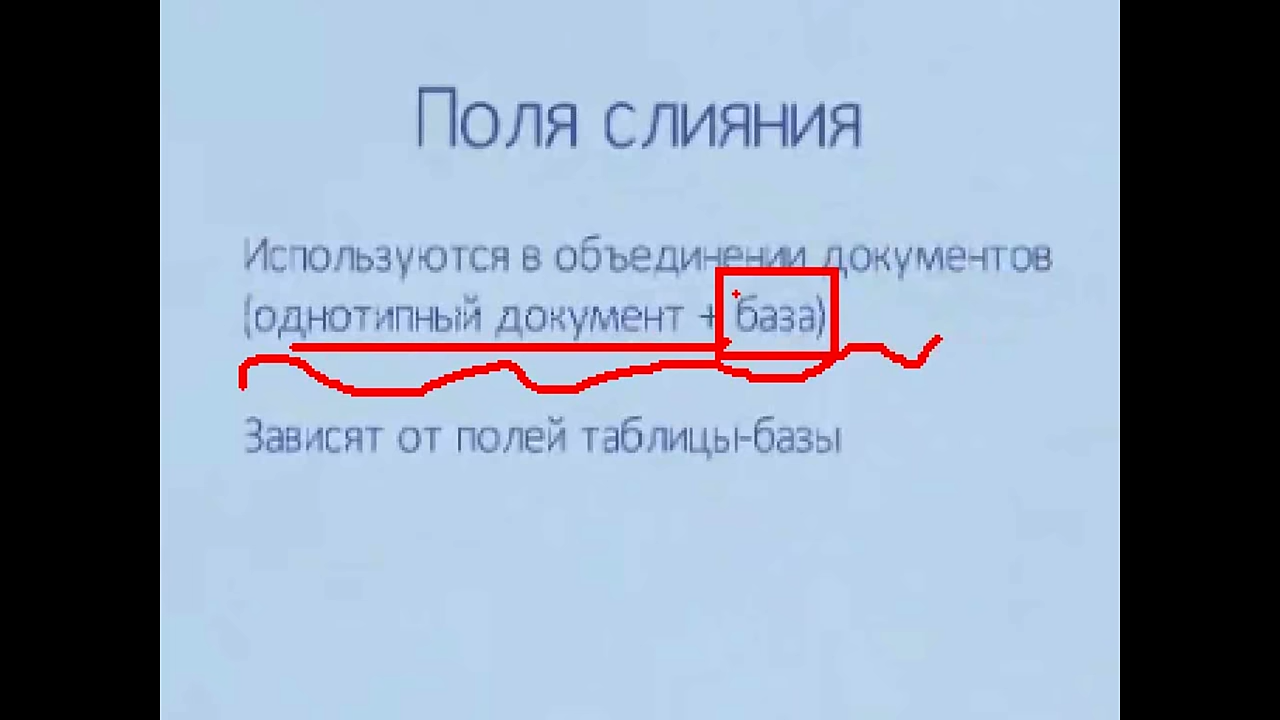 Поля слияния
Используются в объединении документов
(однотипный документ + база)
Зависят от полей таблицы-базы